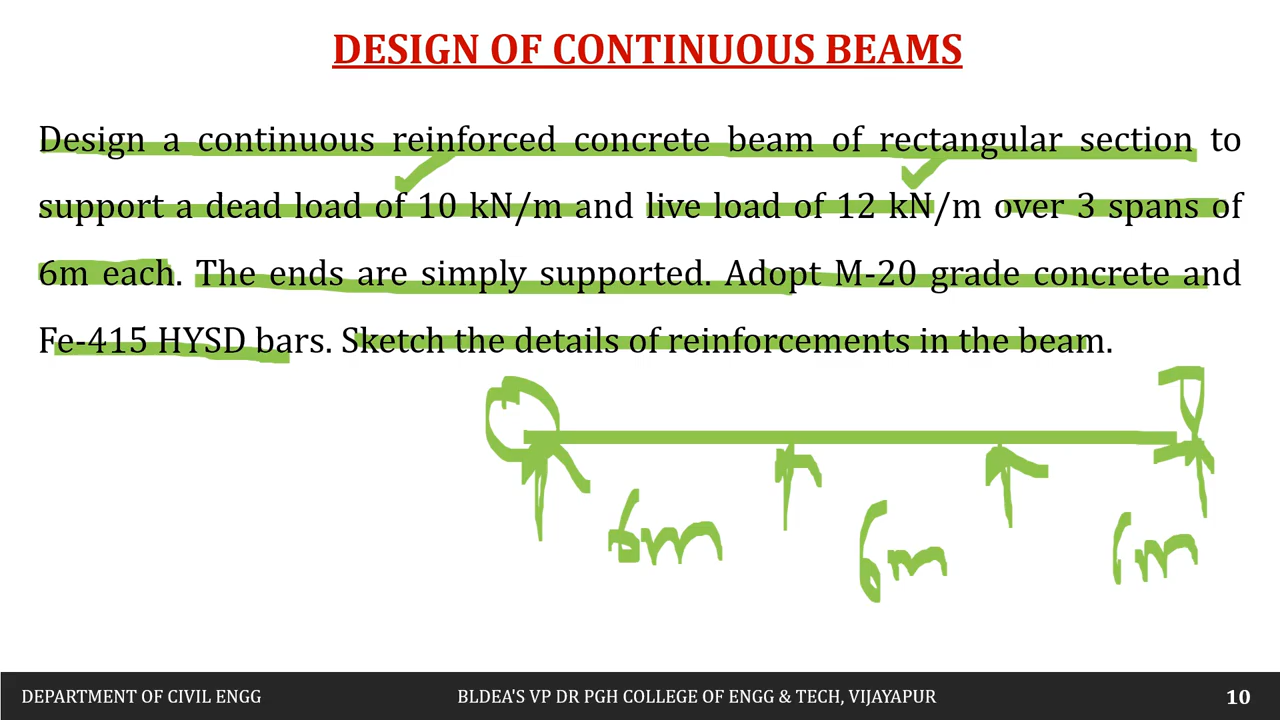 DESIGN OF CONTINUOUS BEAMS
Design a continuous reinforced concrete beam of rectangular section to
support a dead load of 10 kN/m and live load of 12 kN/m over 3 spans of
6m each. The ends are simply supported. Adopt M-20 grade concrete and
Fe-415 HYSD bars. Sketch the details of reinforcements in the beam.
6m 6m 6m
DEPARTMENT OF CIVIL ENGG BLDEA'S VP DR PGH COLLEGE OF ENGG & TECH, VIJAYAPUR 10